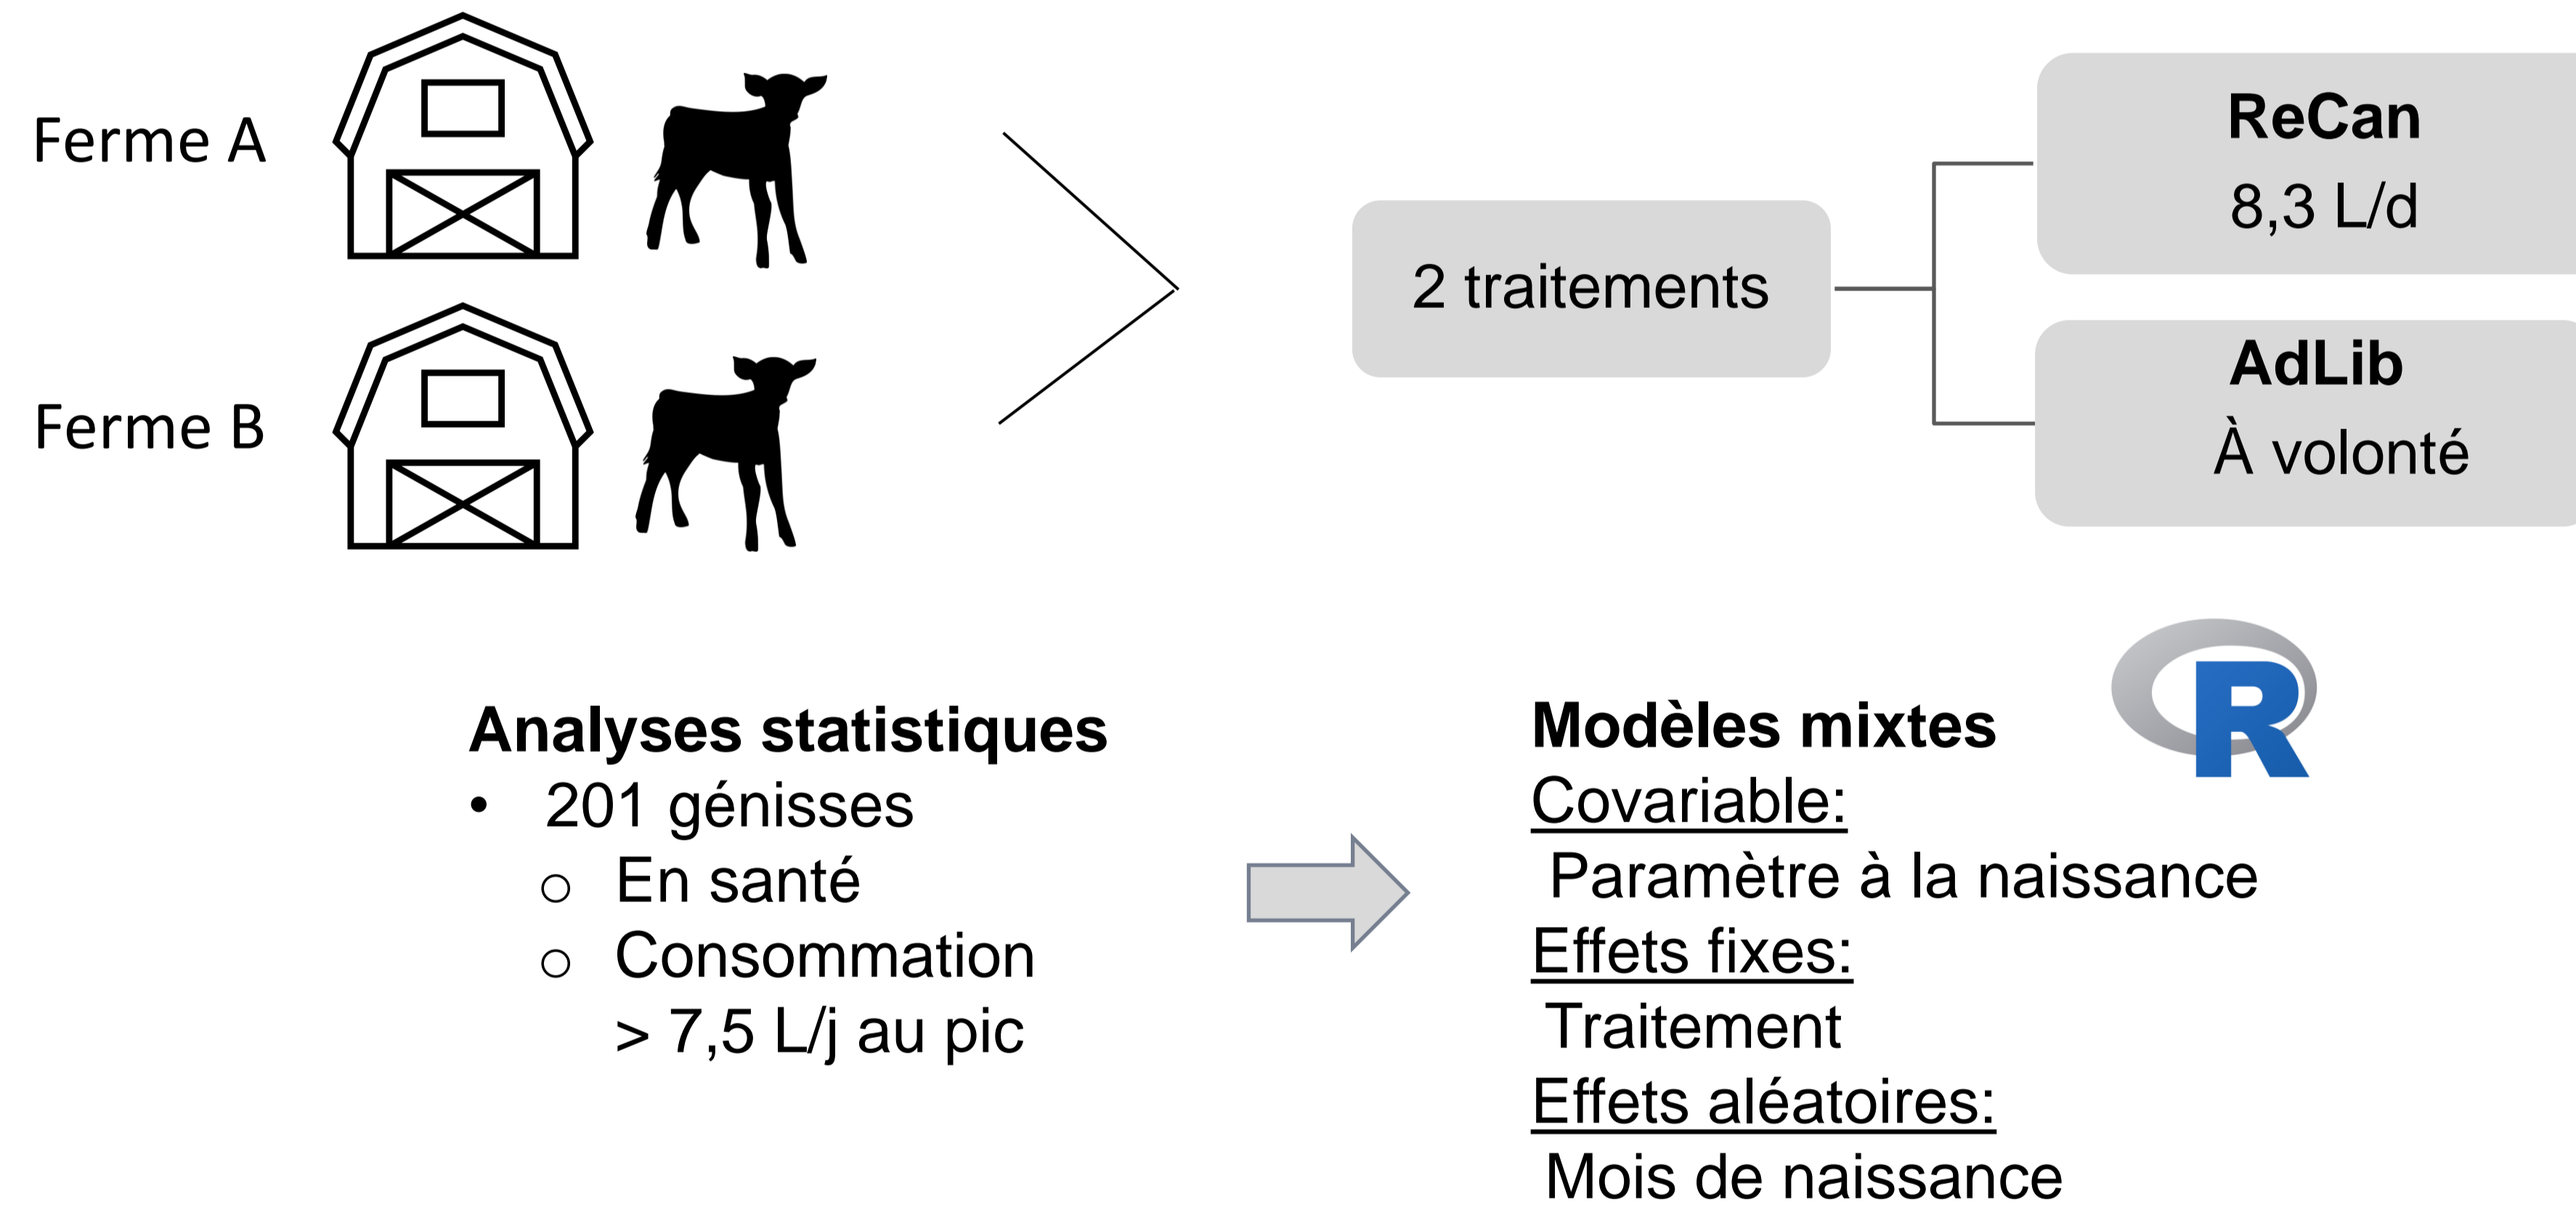 Ferme A
Ferme B
2 traitements
ReCan
8,3 L/d
AdLib
À volonté
Analyses statistiques
• 201 génisses
o En santé
o Consommation
> 7,5 L/j au pic
R
Modèles mixtes
Covariable:
Paramètre à la naissance
Effets fixes:
Traitement
Effets aléatoires:
Mois de naissance